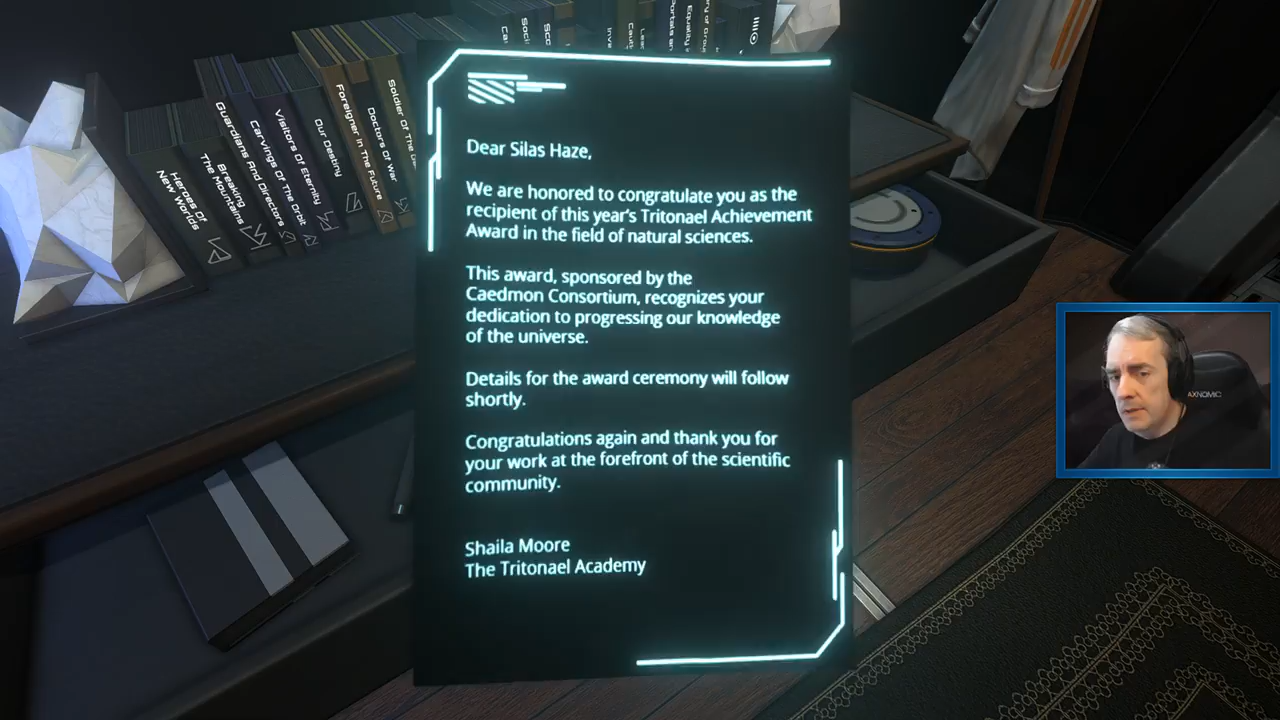 Heroes of
New Worlds
Breaking
The Mountains
Guardians And Directors
Carvings Of The Orbit
Visitors Of Eternity
Our Destiny
Foreigner In The Future
Doctors Of War
Soldier Of The
Dear Silas Haze,
We are honored to congratulate you as the
recipient of this year's Tritonael Achievement
Award in the field of natural sciences.
This award, sponsored by the
Caedmon Consortium, recognizes your
dedication to progressing our knowledge
of the universe.
Details for the award ceremony will follow
shortly.
Congratulations again and thank you for
your work at the forefront of the scientific
community.
Shaila Moore
The Tritonael Academy
AXNOMIC